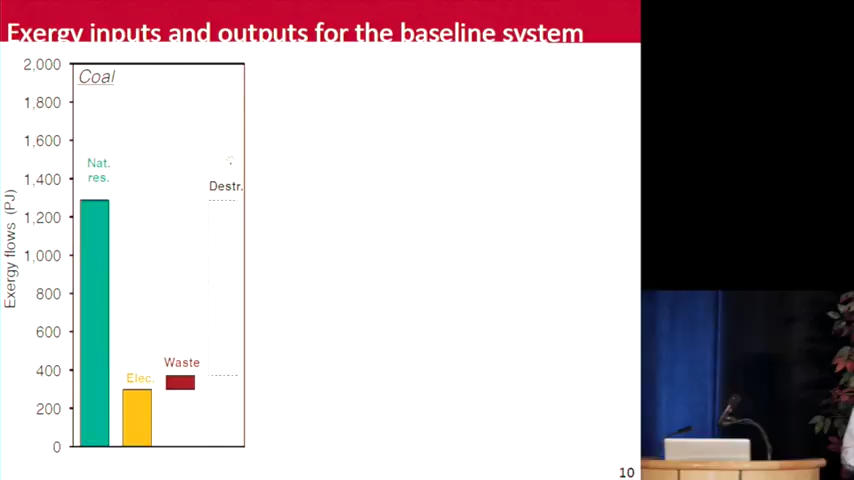 Exergy inputs and outputs for the baseline system
2,000
Coal
1,800
1,600
Nat.
res.
1,400
Destr.
1,200
1,000
Exergy flows (PJ)
800
600
Waste
400
Elec.
200
0
10